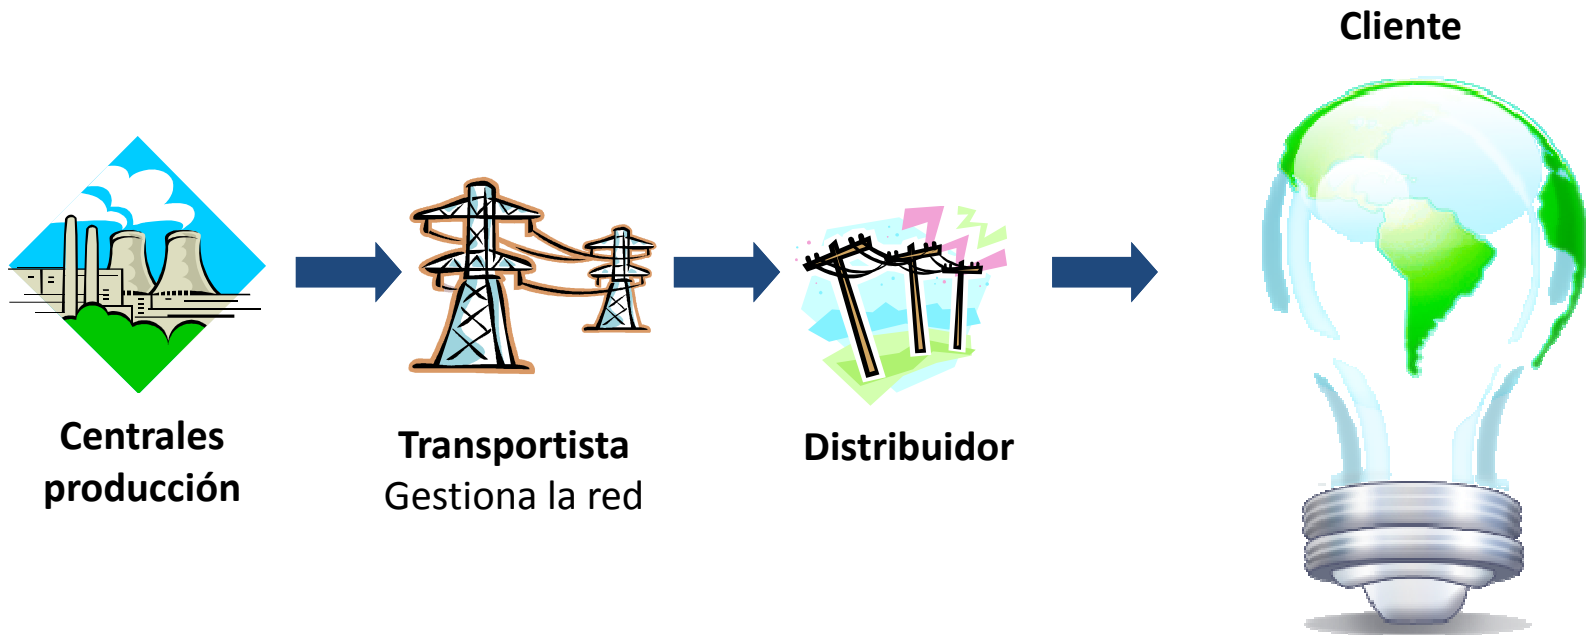 Cliente
Centrales
producción
Transportista
Gestiona la red
Distribuidor